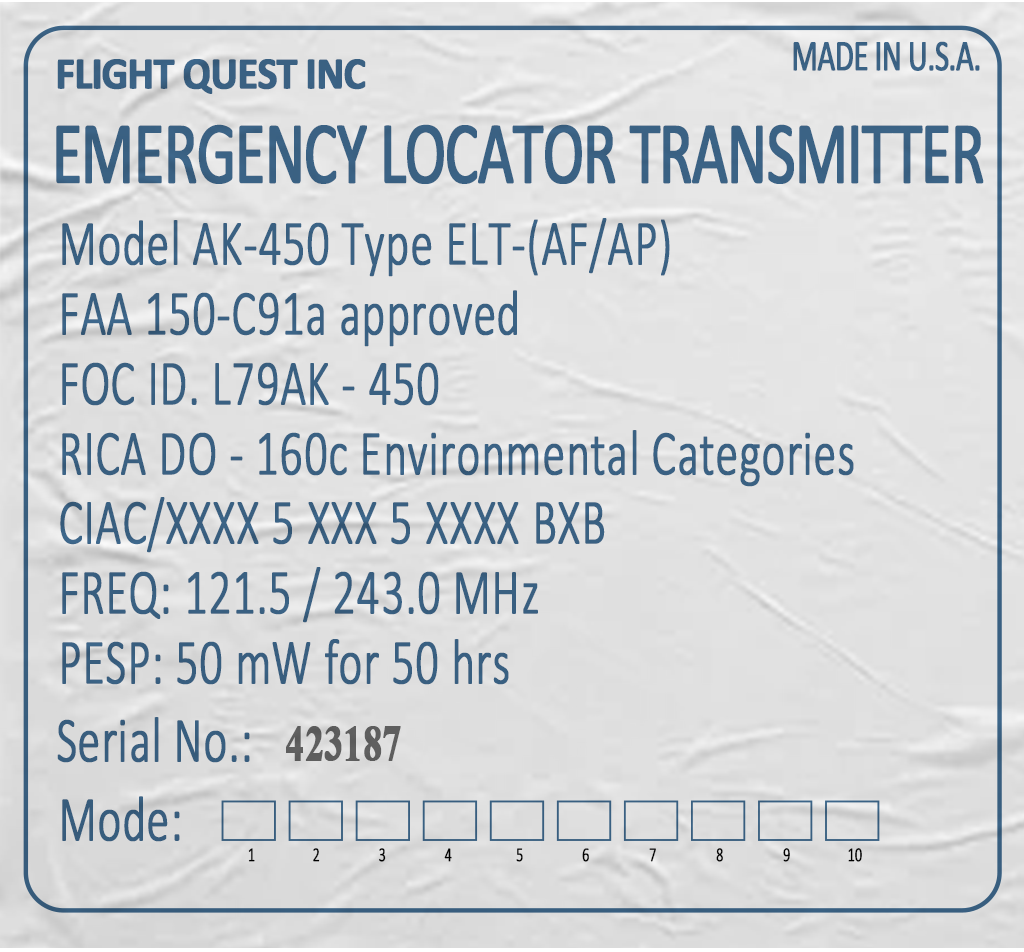 FLIGHT QUEST INC
MADE IN U.S.A.
EMERGENCY LOCATOR TRANSMITTER
Model AK-450 Type ELT-(AF/AP)
FAA 150-C91a approved
FOC ID. L79AK - 450
RICA DO - 160c Environmental Categories
CIAC/XXXX 5 XXX 5 XXXX BXB
FREQ: 121.5 / 243.0 MHz
PESP: 50 mW for 50 hrs
Serial No.: 423187
Mode:
1 2 3 4 5 6 7 8 9 10